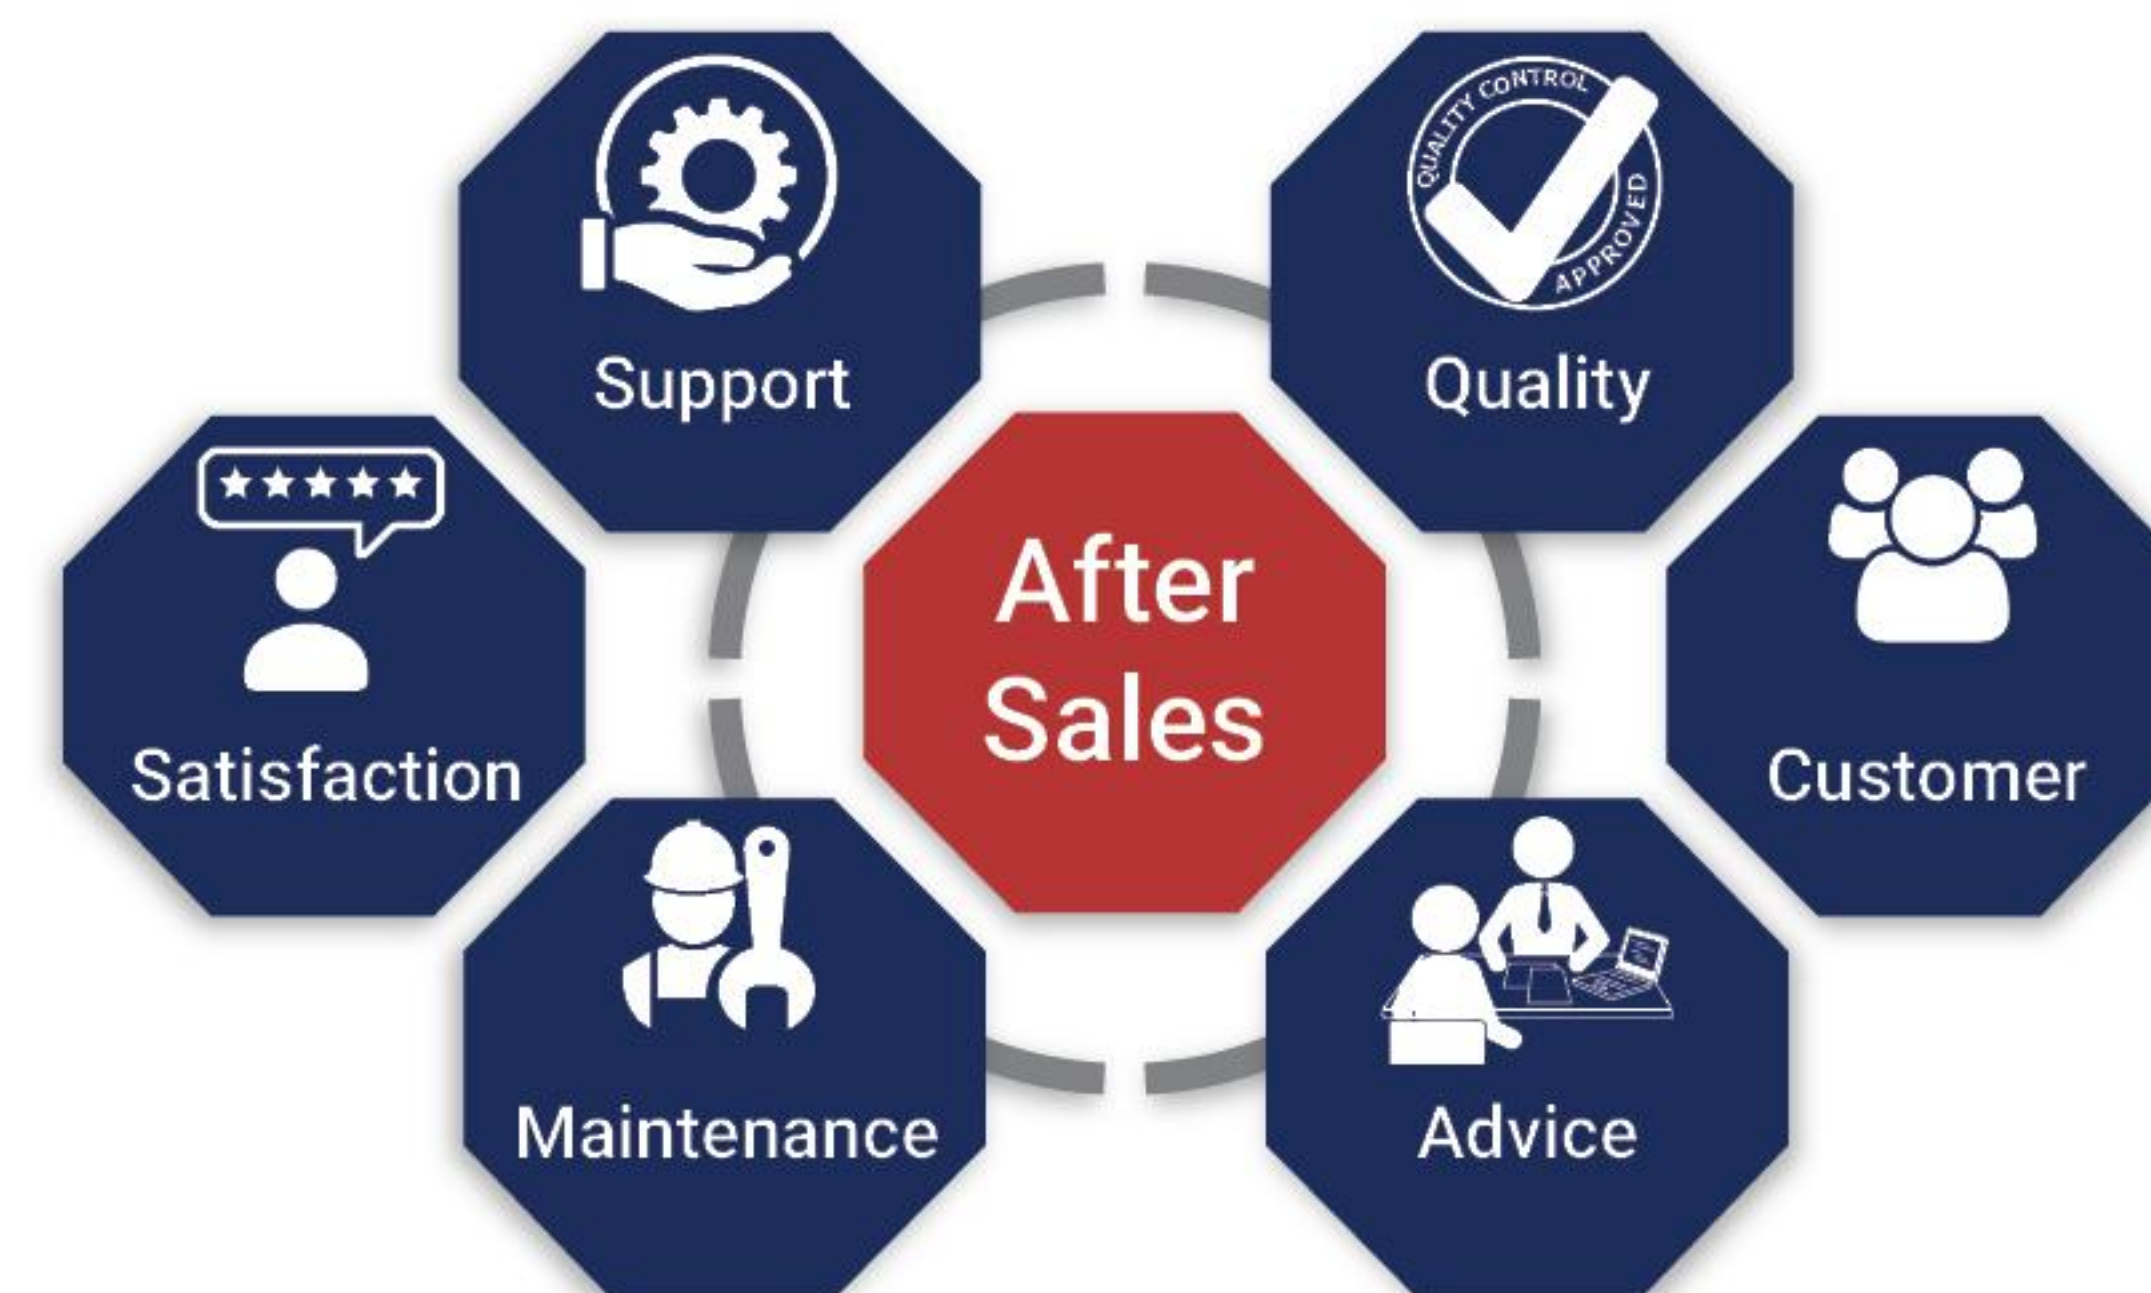 QUALITY CONTROL
APPROVED
Support
Quality
After
Sales
Satisfaction
Customer
Maintenance
Advice